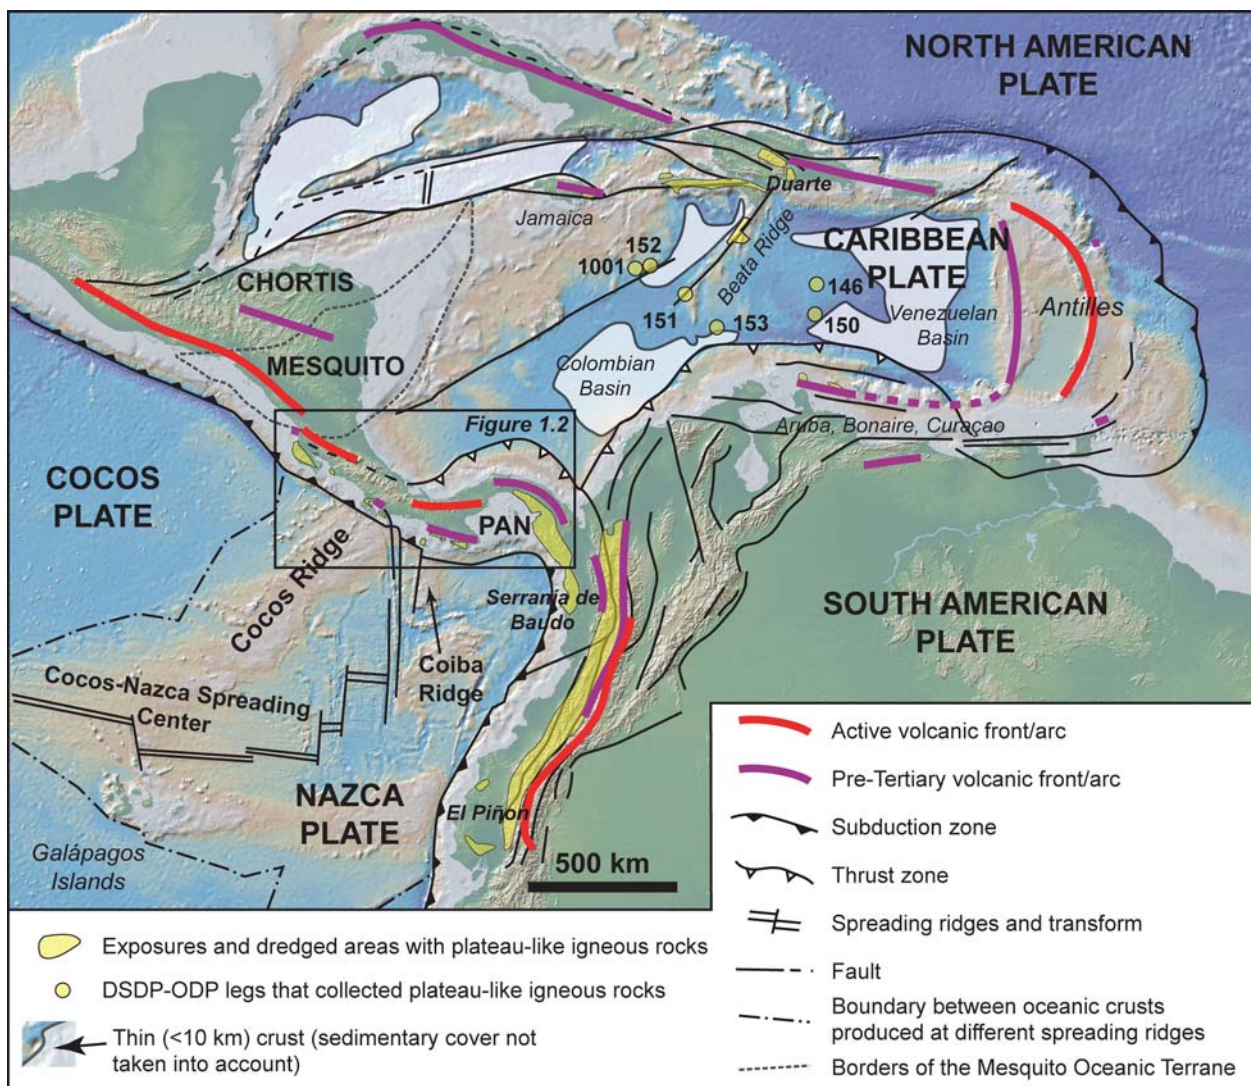 NORTH AMERICAN
PLATE
Duarte
Jamaica
Beata Ridge
CARIBBEAN
PLATE
152
1001
CHORTIS
146
Antilles
151
153
150
Venezuelan
Basin
MESQUITO
Colombian
Basin
Figure 1.2
Aruba, Bonaire, Curaçao
COCOS
PLATE
PAN
Cocos Ridge
Serranía de
Baudo
SOUTH AMERICAN
PLATE
Coiba
Ridge
Cocos-Nazca Spreading
Center
NAZCA
PLATE
El Piñon
Galápagos
Islands
500 km
Active volcanic front/arc
Pre-Tertiary volcanic front/arc
Subduction zone
Thrust zone
Spreading ridges and transform
Fault
Boundary between oceanic crusts
produced at different spreading ridges
Borders of the Mesquito Oceanic Terrane
Exposures and dredged areas with plateau-like igneous rocks
DSDP-ODP legs that collected plateau-like igneous rocks
Thin (<10 km) crust (sedimentary cover not
taken into account)